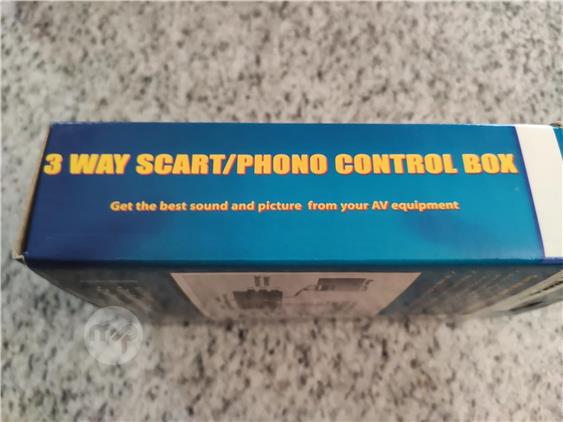 3 WAY SCART/PHONO CONTROL BOX
Get the best sound and picture from your AV equipment